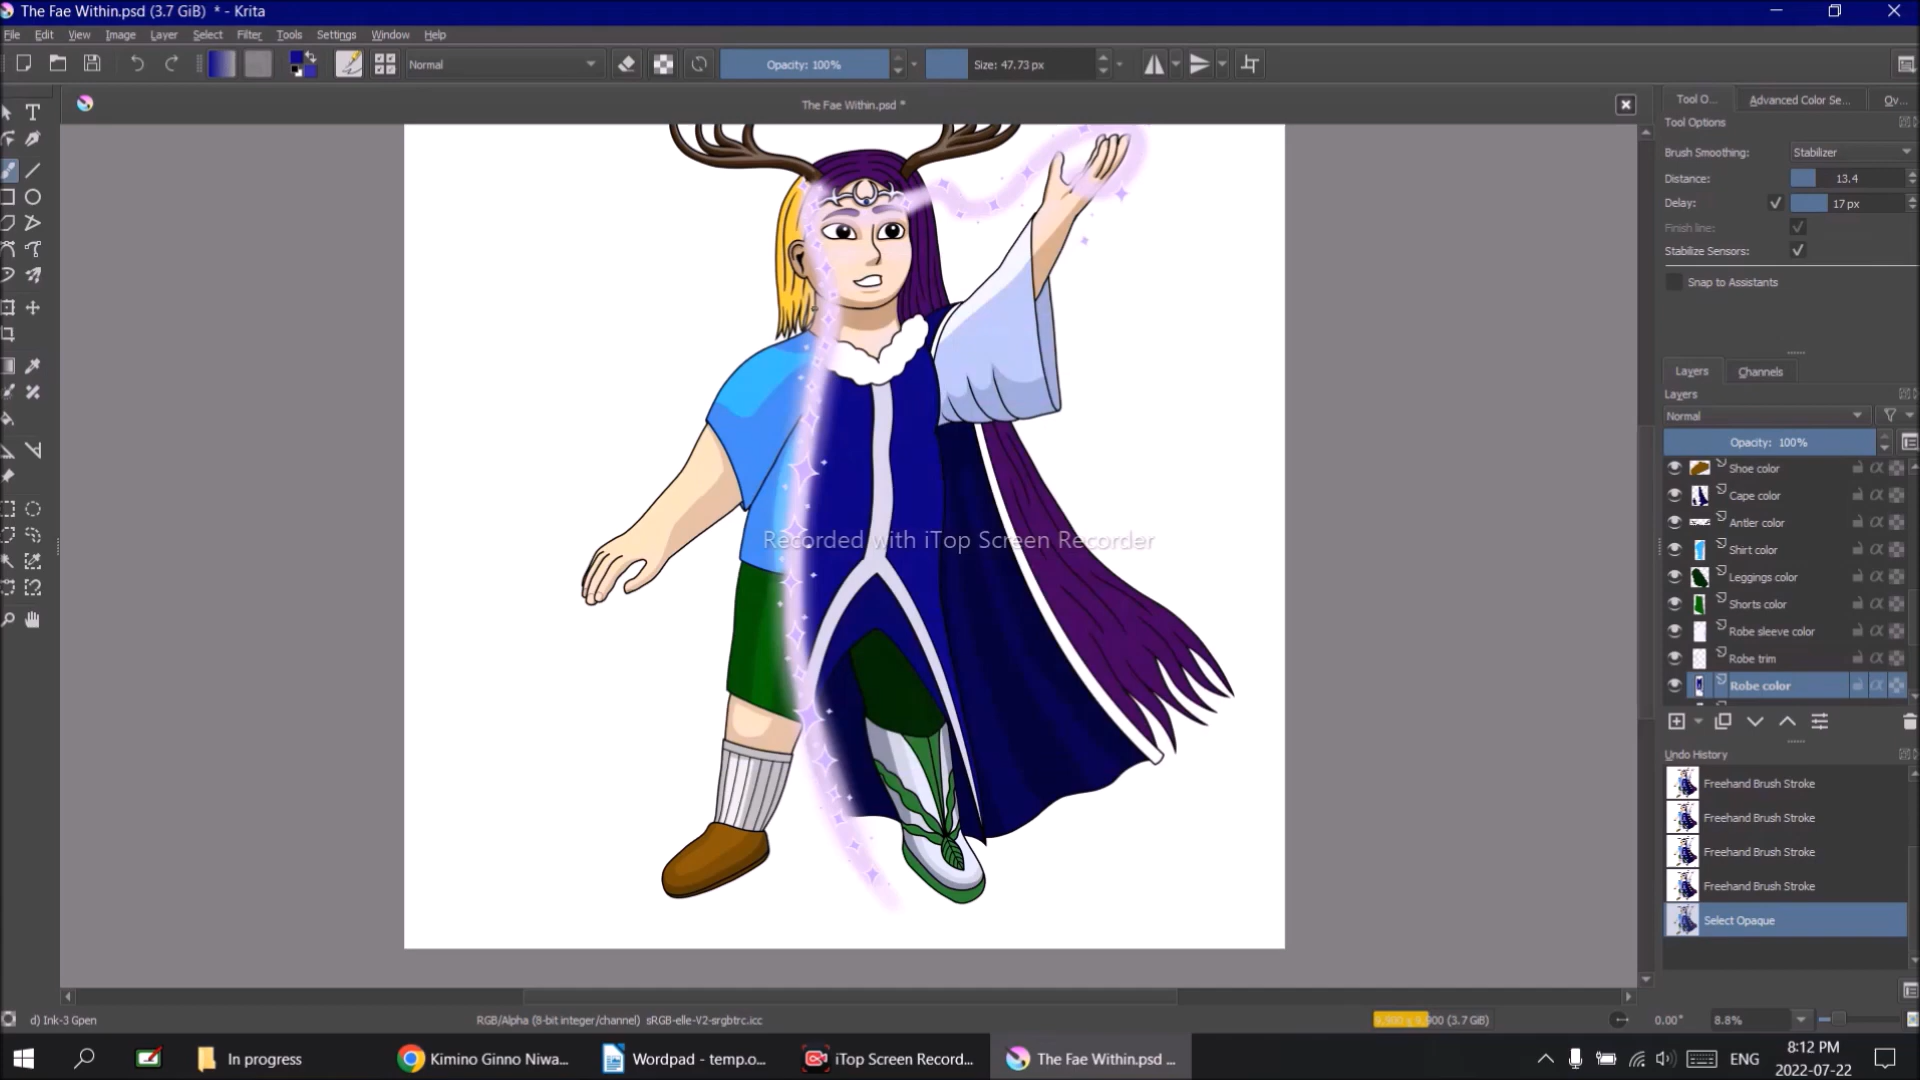 The Fae Within.psd (3.7 GiB) * - Krita
File Edit View Image Layer Select Filter Tools Settings Window Help
Normal Opacity: 100% Size: 47.73 px
The Fae Within.psd *
Tool O... Advanced Color Se... Ov...
Tool Options
Brush Smoothing: Stabilizer
Distance: 13.4
Delay: 17 px
Finish line:
Stabilize Sensors:
Snap to Assistants
Layers Channels
Layers
Normal
Opacity: 100%
Shoe color
Cape color
Antler color
Shirt color
Leggings color
Shorts color
Robe sleeve color
Robe trim
Robe color
Undo History
Freehand Brush Stroke
Freehand Brush Stroke
Freehand Brush Stroke
Freehand Brush Stroke
Select Opaque
Recorded with iTop Screen Recorder
d) Ink-3 Gpen RGB/Alpha (8-bit integer/channel) sRGB-elle-V2-srgbtrc.icc 9,900 x 9,900 (3.7 GiB) 0.00° 8.8%
In progress Kimino Ginno Niwa... Wordpad - temp.o... iTop Screen Record... The Fae Within.psd ... ENG 8:12 PM
2022-07-22